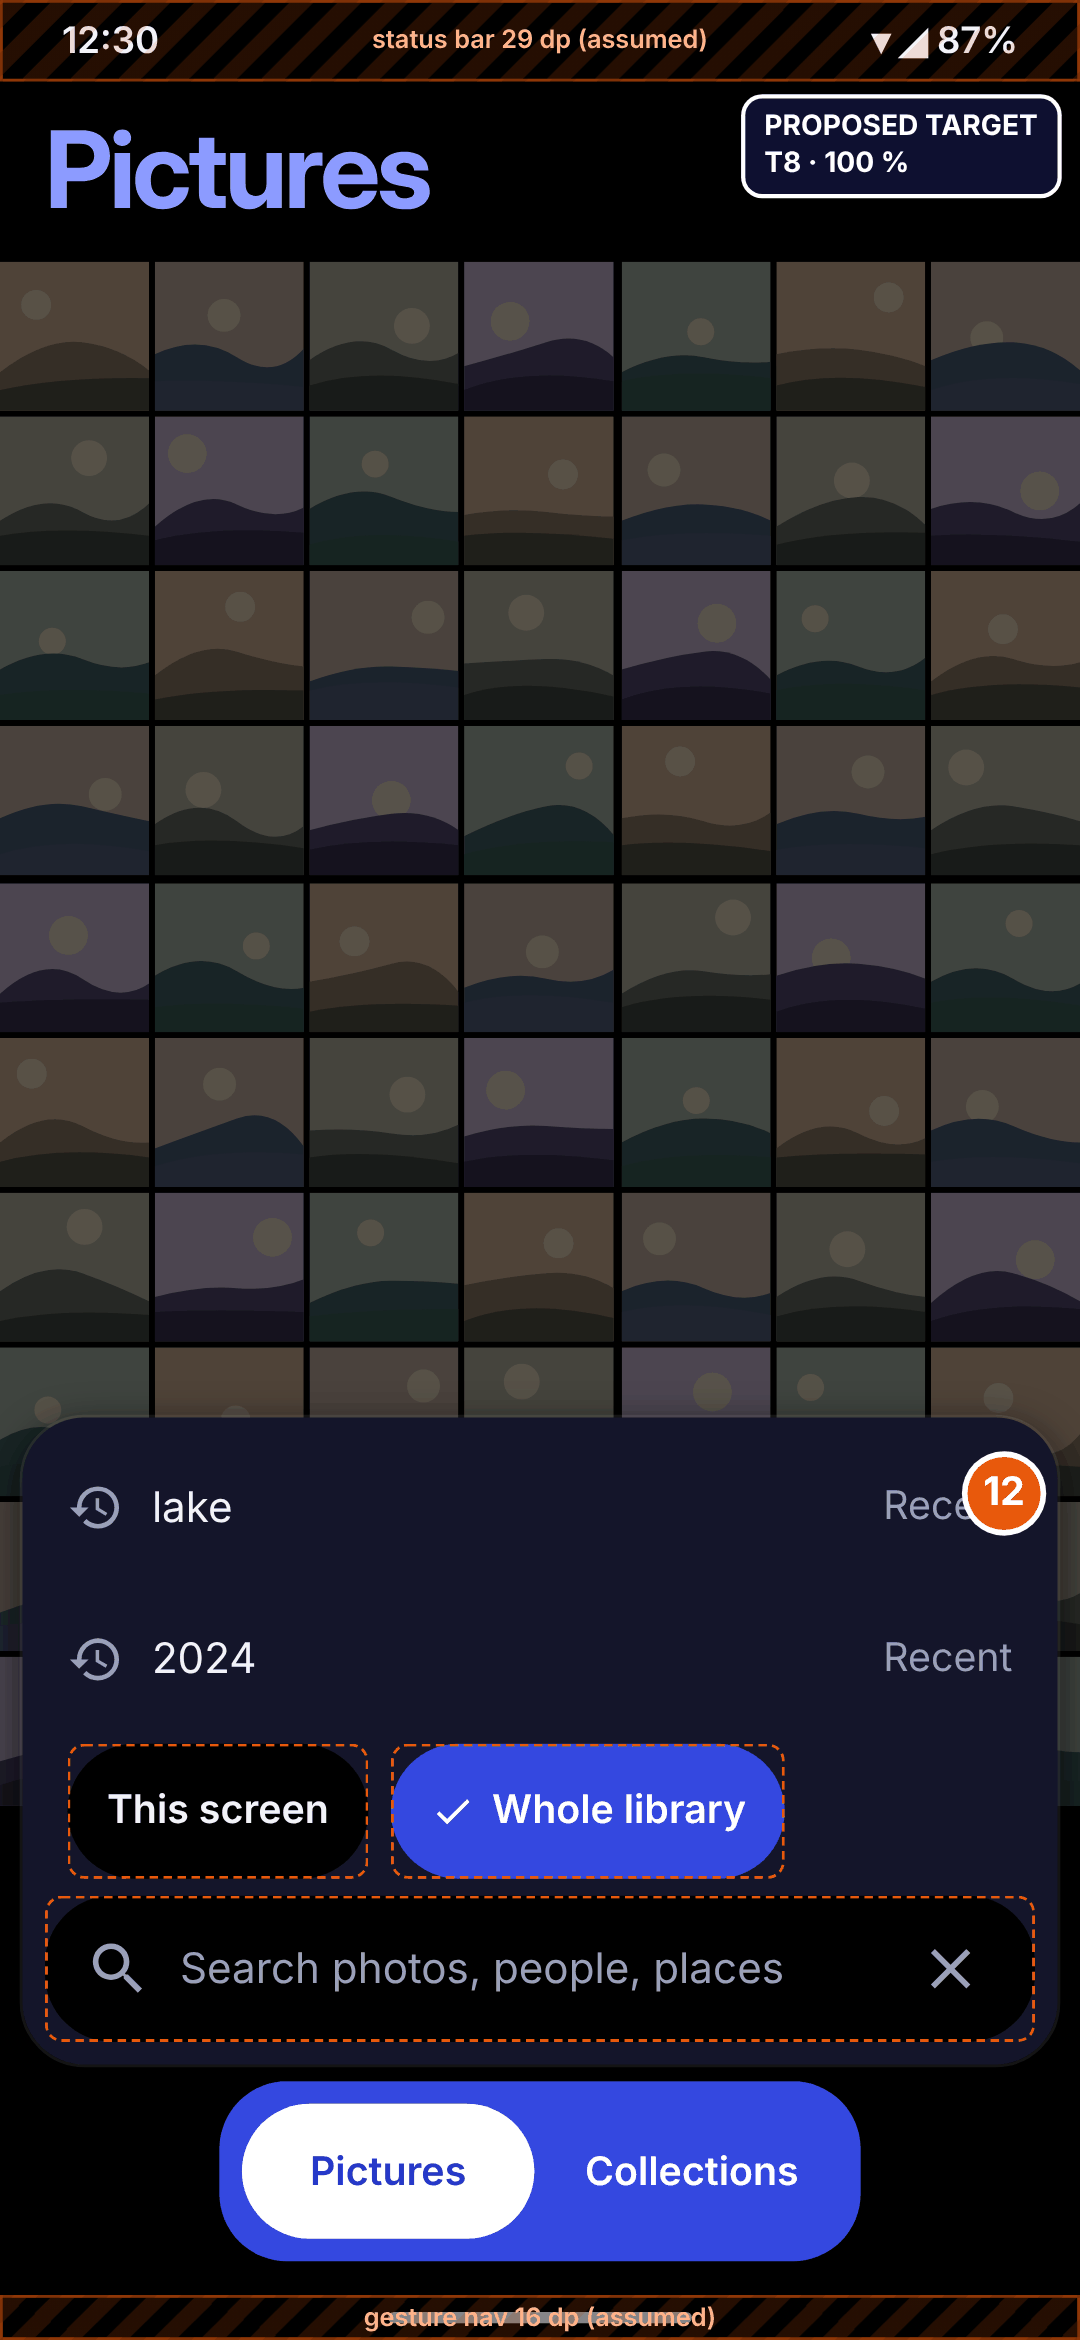 12:30
status bar 29 dp (assumed)
87%
Pictures
PROPOSED TARGET
T8 · 100 %
lake
12
2024
Recent
This screen
Whole library
Search photos, people, places
Pictures
Collections
gesture nav 16 dp (assumed)